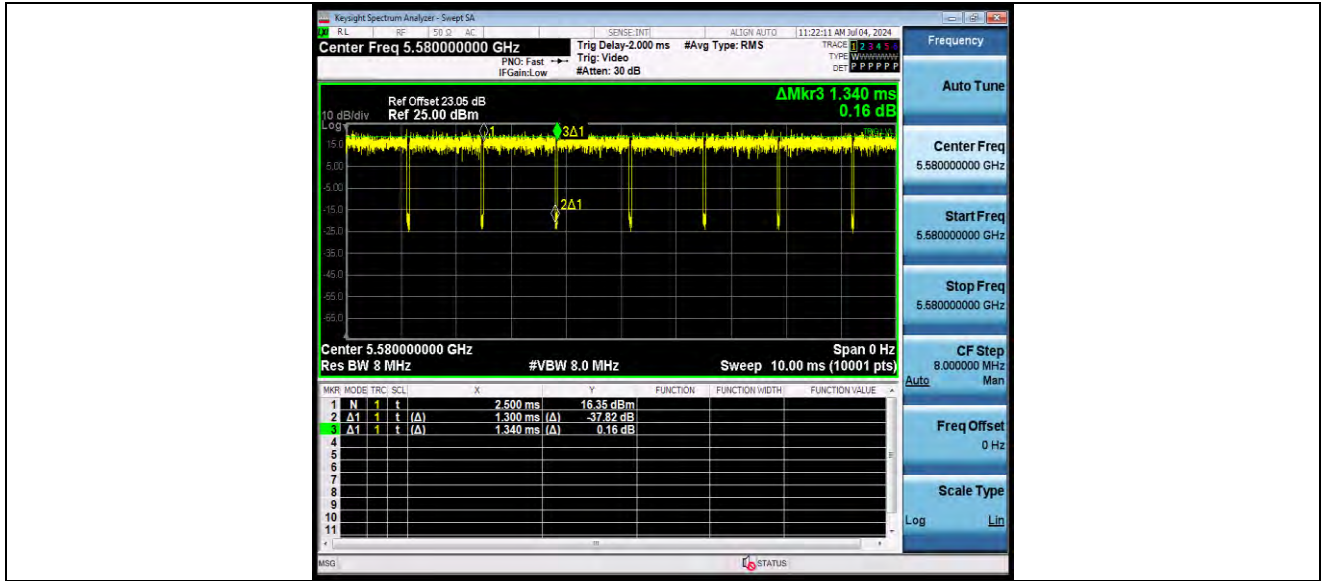 Keysight Spectrum Analyzer - Swept SA
RL RF 50 Ω AC SENSE:INT ALIGN AUTO 11:22:11 AM Jul 04, 2024
Center Freq 5.580000000 GHz Trig Delay-2.000 ms #Avg Type: RMS TRACE 1 2 3 4 5 6
PNO: Fast Trig: Video TYPE WWWWWW
IFGain:Low #Atten: 30 dB DET P P P P P P
Frequency
ΔMkr3 1.340 ms
0.16 dB
Ref Offset 23.05 dB
10 dB/div Ref 25.00 dBm
Log
1
3Δ1
2Δ1
15.0
5.00
-5.00
-15.0
-25.0
-35.0
-45.0
-55.0
-65.0
Center 5.580000000 GHz Span 0 Hz
Res BW 8 MHz #VBW 8.0 MHz Sweep 10.00 ms (10001 pts)
MKR MODE TRC SCL X Y FUNCTION FUNCTION WIDTH FUNCTION VALUE
1 N 1 t 2.500 ms 16.35 dBm
2 Δ1 1 t (Δ) 1.300 ms (Δ) -37.82 dB
3 Δ1 1 t (Δ) 1.340 ms (Δ) 0.16 dB
4
5
6
7
8
9
10
11
MSG STATUS
Auto Tune
Center Freq
5.580000000 GHz
Start Freq
5.580000000 GHz
Stop Freq
5.580000000 GHz
CF Step
8.000000 MHz
Auto Man
Freq Offset
0 Hz
Scale Type
Log Lin